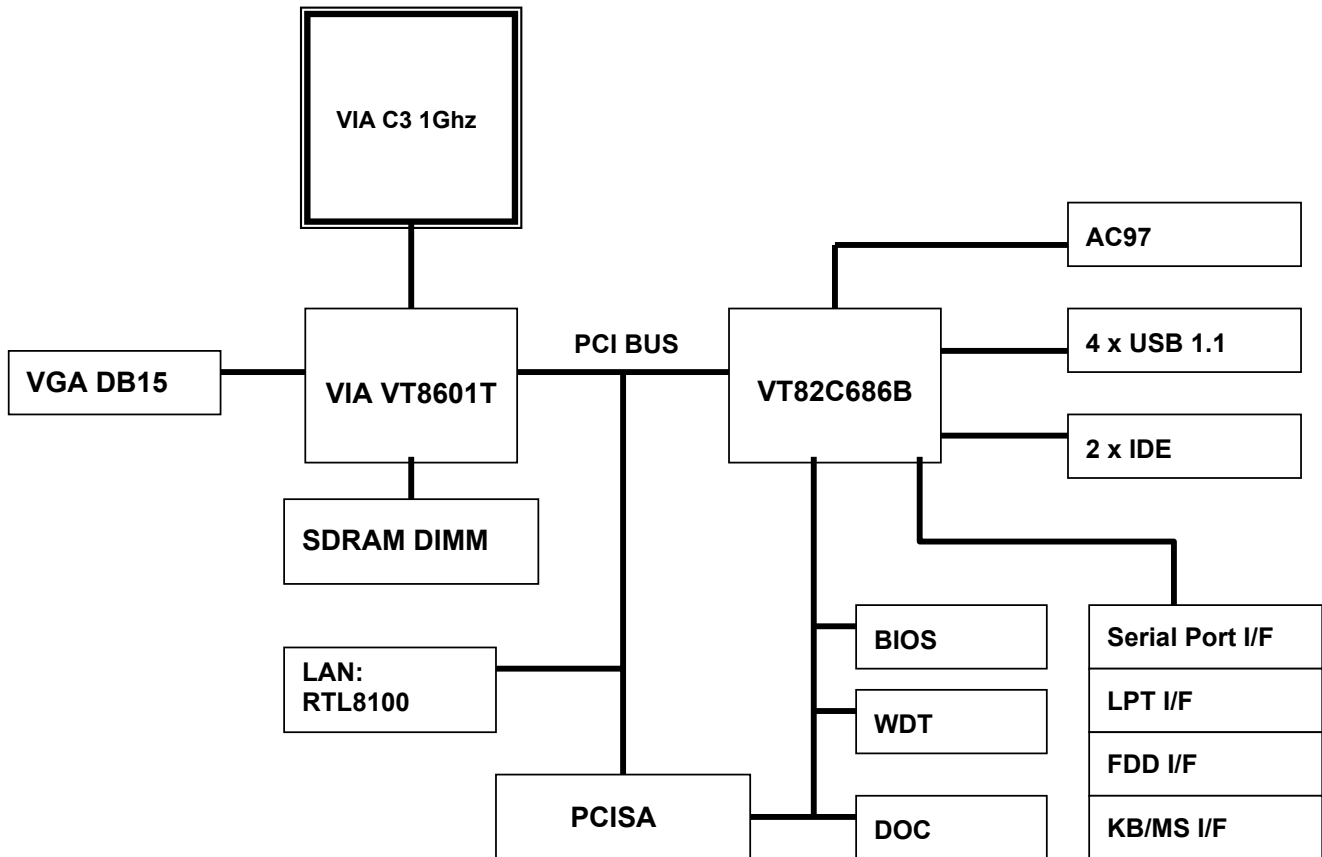 VIA C3 1Ghz
AC97
PCI BUS
4 x USB 1.1
VGA DB15
VIA VT8601T
VT82C686B
2 x IDE
SDRAM DIMM
BIOS
Serial Port I/F
LAN:
RTL8100
LPT I/F
WDT
FDD I/F
PCISA
DOC
KB/MS I/F